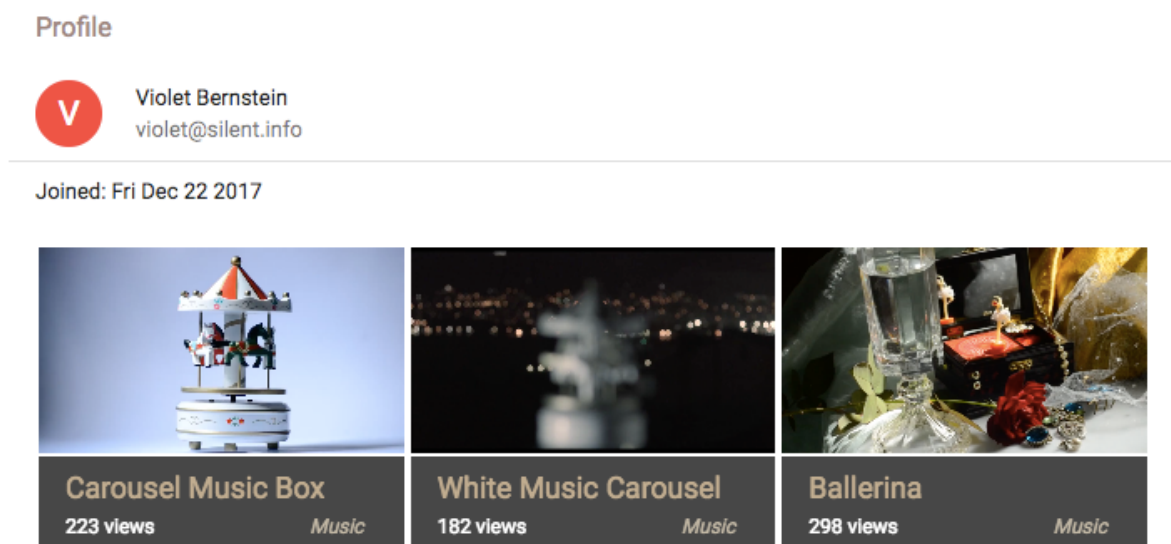 Profile
V
Violet Bernstein
violet@silent.info
Joined: Fri Dec 22 2017
Carousel Music Box
223 views Music
White Music Carousel
182 views Music
Ballerina
298 views Music